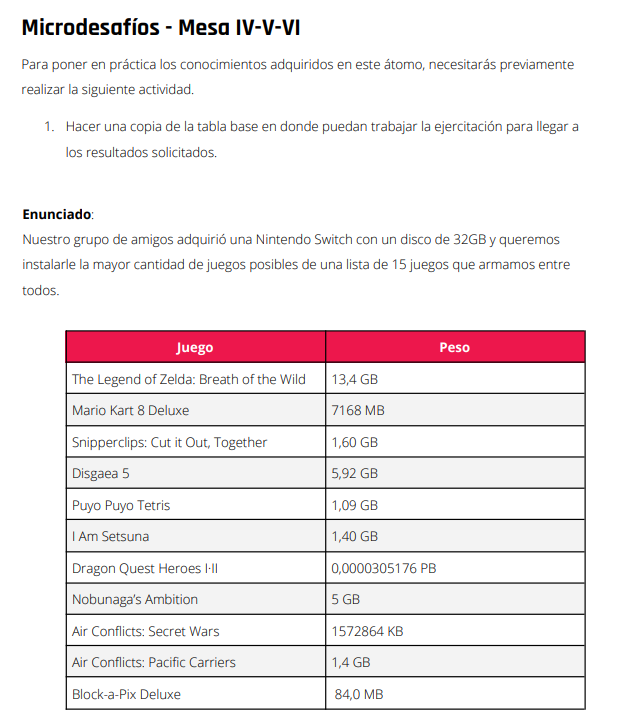 Microdesafíos - Mesa IV-V-VI
Para poner en práctica los conocimientos adquiridos en este átomo, necesitarás previamente
realizar la siguiente actividad.
1. Hacer una copia de la tabla base en donde puedan trabajar la ejercitación para llegar a
los resultados solicitados.
Enunciado:
Nuestro grupo de amigos adquirió una Nintendo Switch con un disco de 32GB y queremos
instalarle la mayor cantidad de juegos posibles de una lista de 15 juegos que armamos entre
todos.
Juego Peso
The Legend of Zelda: Breath of the Wild 13,4 GB
Mario Kart 8 Deluxe 7168 MB
Snipperclips: Cut it Out, Together 1,60 GB
Disgaea 5 5,92 GB
Puyo Puyo Tetris 1,09 GB
I Am Setsuna 1,40 GB
Dragon Quest Heroes I·II 0,0000305176 PB
Nobunaga’s Ambition 5 GB
Air Conflicts: Secret Wars 1572864 KB
Air Conflicts: Pacific Carriers 1,4 GB
Block-a-Pix Deluxe 84,0 MB